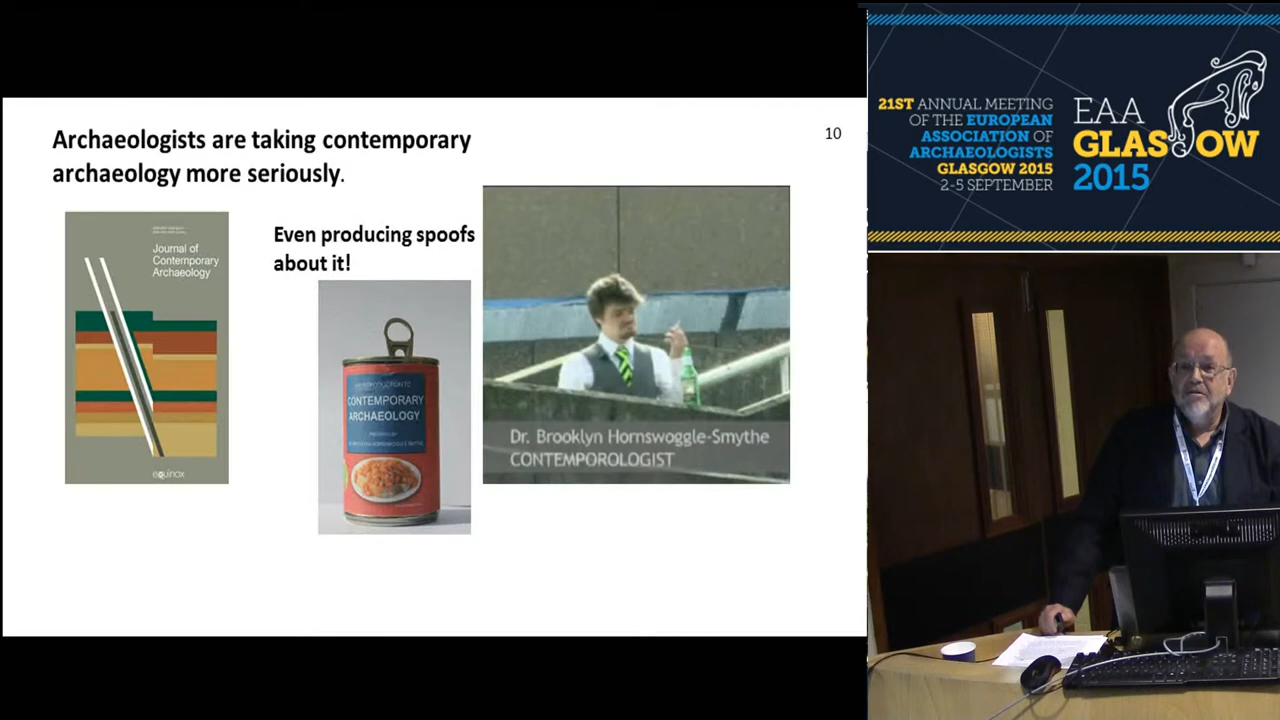 Archaeologists are taking contemporary
archaeology more seriously.
10
Journal of
Contemporary
Archaeology
equinox
Even producing spoofs
about it!
CONTEMPORARY
ARCHAEOLOGY
Dr. Brooklyn Hornswoggle-Smythe
CONTEMPOROLOGIST
21ST ANNUAL MEETING
OF THE EUROPEAN
ASSOCIATION OF
ARCHAEOLOGISTS
GLASGOW 2015
2-5 SEPTEMBER
EAA
GLASGOW
2015